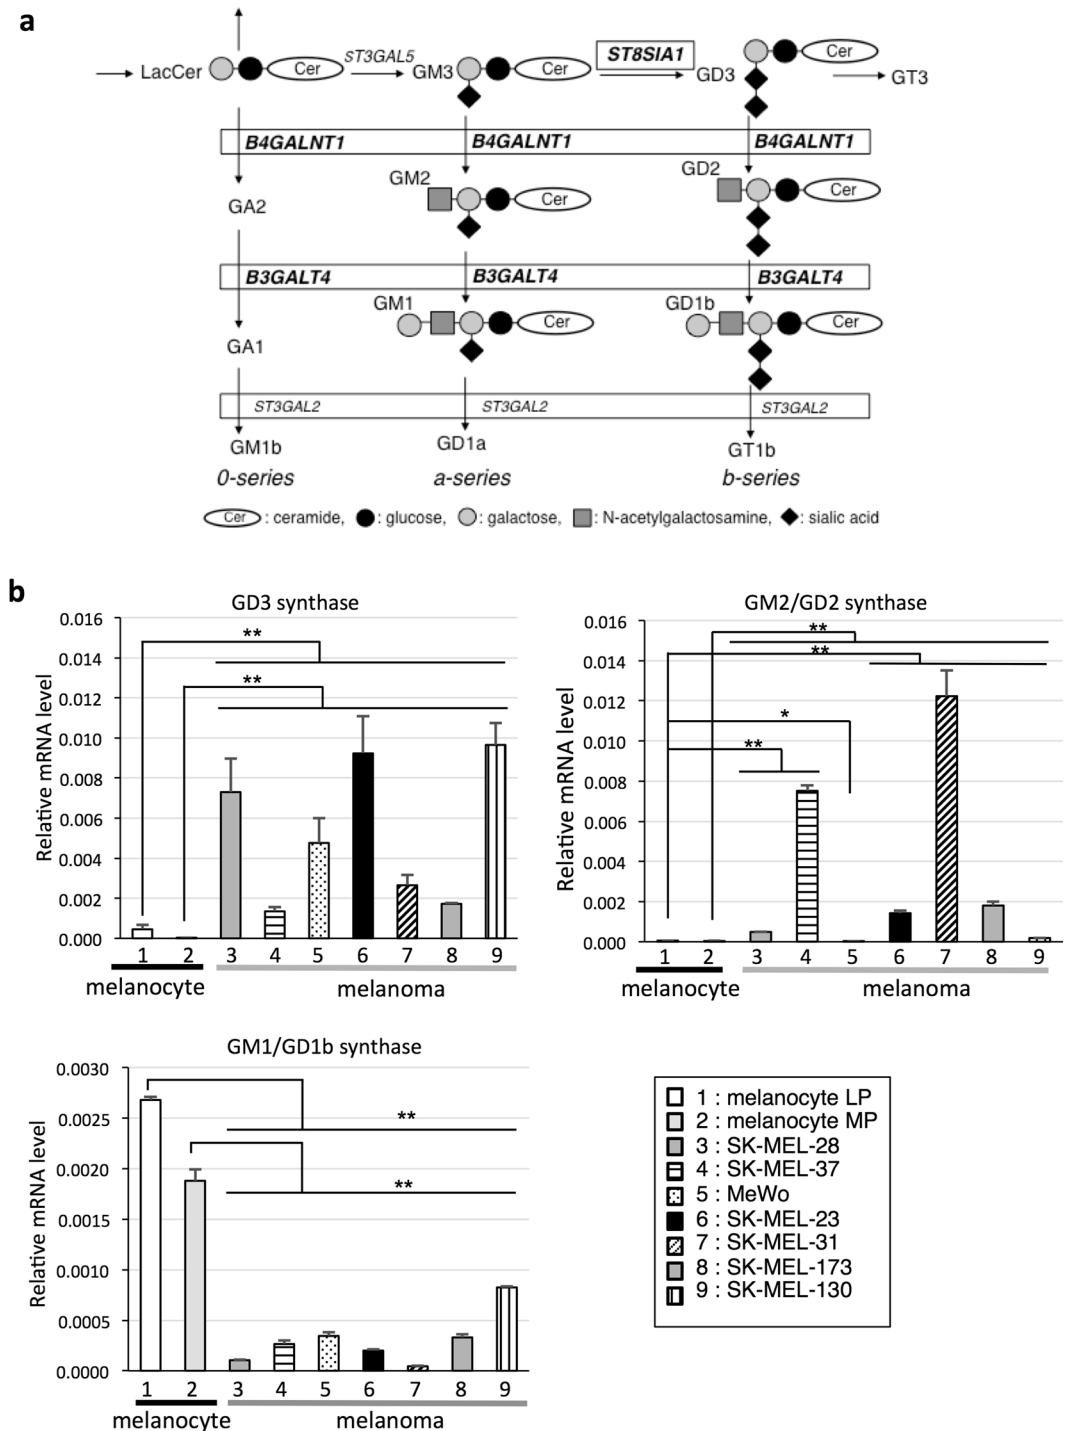 a
LacCer Cer ST3GAL5 GM3 Cer ST8SIA1 GD3 Cer GT3
B4GALNT1 B4GALNT1 B4GALNT1
GA2 GM2 Cer GD2 Cer
B3GALT4 B3GALT4 B3GALT4
GA1 GM1 Cer GD1b Cer
ST3GAL2 ST3GAL2 ST3GAL2
GM1b GD1a GT1b
0-series a-series b-series
Cer : ceramide, : glucose, : galactose, : N-acetylgalactosamine, : sialic acid
b
GD3 synthase
Relative mRNA level
0.016
0.014
0.012
0.010
0.008
0.006
0.004
0.002
0.000
**
**
1 2 3 4 5 6 7 8 9
melanocyte melanoma
GM2/GD2 synthase
Relative mRNA level
0.016
0.014
0.012
0.010
0.008
0.006
0.004
0.002
0.000
**
**
*
**
1 2 3 4 5 6 7 8 9
melanocyte melanoma
GM1/GD1b synthase
Relative mRNA level
0.0030
0.0025
0.0020
0.0015
0.0010
0.0005
0.0000
**
**
1 2 3 4 5 6 7 8 9
melanocyte melanoma
1 : melanocyte LP
2 : melanocyte MP
3 : SK-MEL-28
4 : SK-MEL-37
5 : MeWo
6 : SK-MEL-23
7 : SK-MEL-31
8 : SK-MEL-173
9 : SK-MEL-130